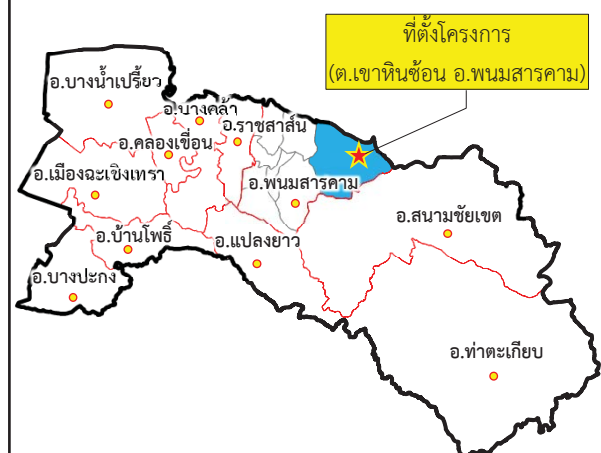 ที่ตั้งโครงการ
(ต.เขาหินซ้อน อ.พนมสารคาม)
อ.บางน้ำเปรี้ยว
อ.บางคล้า
อ.ราชสาส์น
อ.คลองเขื่อน
อ.เมืองฉะเชิงเทรา
อ.พนมสารคาม
อ.สนามชัยเขต
อ.บ้านโพธิ์
อ.แปลงยาว
อ.บางปะกง
อ.ท่าตะเกียบ